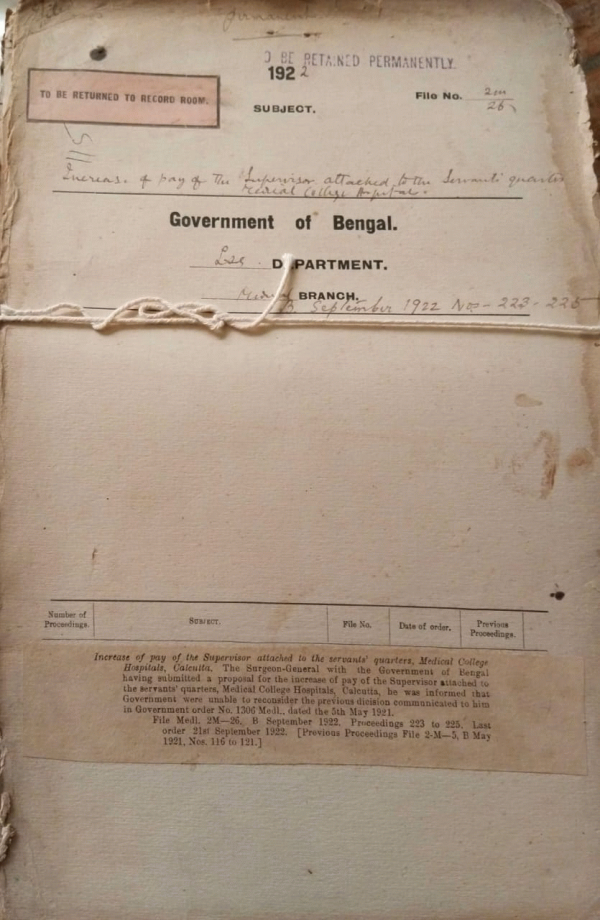 Permanent
O BE RETAINED PERMANENTLY.
1922
TO BE RETURNED TO RECORD ROOM.
File No. 2m/26
SUBJECT.
Increase of pay of the Supervisor attached to the Servants' quarters
Medical College Hospitals.
Government of Bengal.
DEPARTMENT.
Medical BRANCH.
B. September 1922 Nos- 223-225
Number of Proceedings.
SUBJECT.
File No.
Date of order.
Previous Proceedings.
Increase of pay of the Supervisor attached to the servants' quarters, Medical College
Hospitals, Calcutta. The Surgeon-General with the Government of Bengal
having submitted a proposal for the increase of pay of the Supervisor attached to
the servants' quarters, Medical College Hospitals, Calcutta, he was informed that
Government were unable to reconsider the previous division communicated to him
in Government order No. 1306 Medl., dated the 5th May 1921.
File Medl. 2M—26. B September 1922. Proceedings 223 to 225. Last
order 21st September 1922. [Previous Proceedings File 2-M—5, B May
1921, Nos. 116 to 121.]